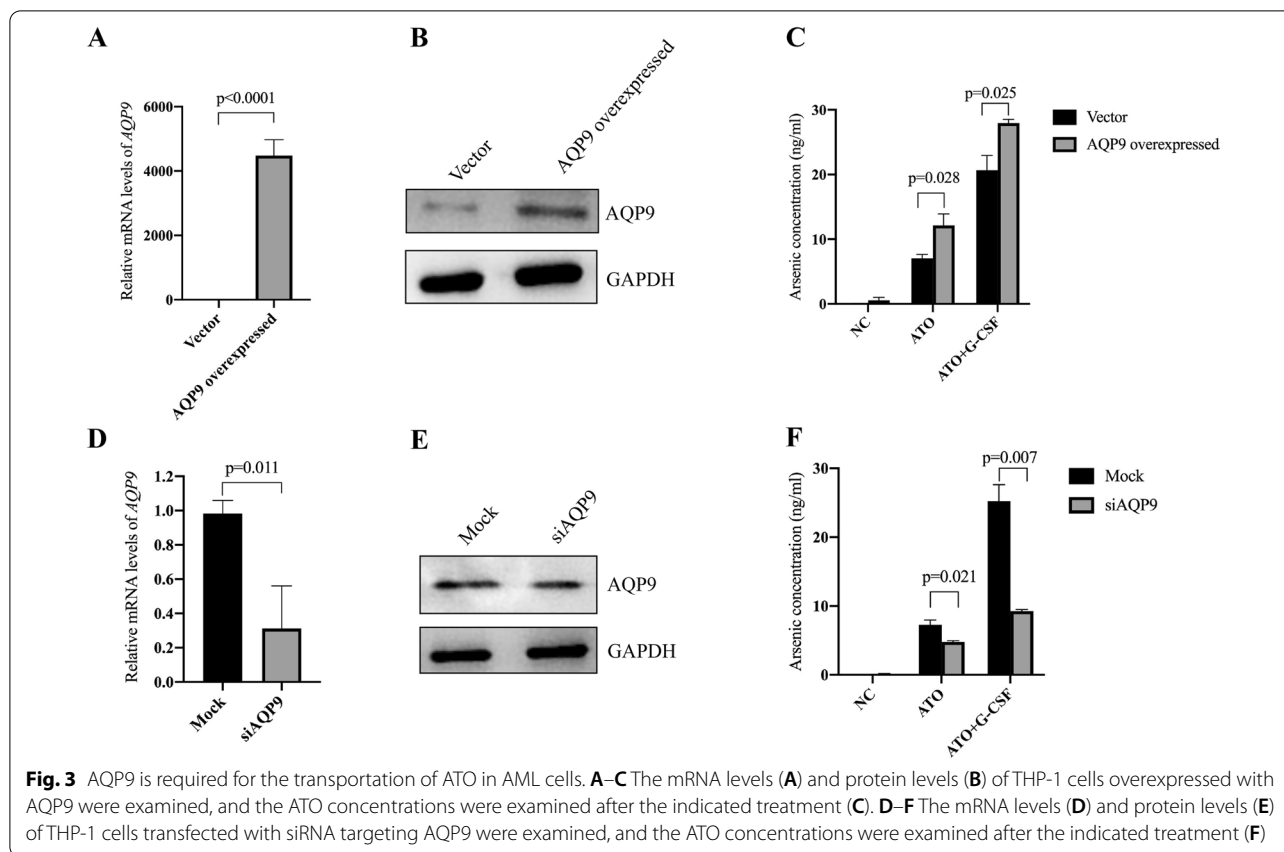 A
Relative mRNA levels of AQP9
6000
4000
2000
0
p<0.0001
Vector
AQP9 overexpressed
B
Vector
AQP9 overexpressed
AQP9
GAPDH
C
Arsenic concentration (ng/ml)
30
20
10
0
p=0.028
p=0.025
NC
ATO
ATO+G-CSF
Vector
AQP9 overexpressed
D
Relative mRNA levels of AQP9
1.2
1.0
0.8
0.6
0.4
0.2
0.0
p=0.011
Mock
siAQP9
E
Mock
siAQP9
AQP9
GAPDH
F
Arsenic concentration (ng/ml)
30
20
10
0
p=0.021
p=0.007
NC
ATO
ATO+G-CSF
Mock
siAQP9
Fig. 3 AQP9 is required for the transportation of ATO in AML cells. A–C The mRNA levels (A) and protein levels (B) of THP-1 cells overexpressed with
AQP9 were examined, and the ATO concentrations were examined after the indicated treatment (C). D–F The mRNA levels (D) and protein levels (E)
of THP-1 cells transfected with siRNA targeting AQP9 were examined, and the ATO concentrations were examined after the indicated treatment (F)